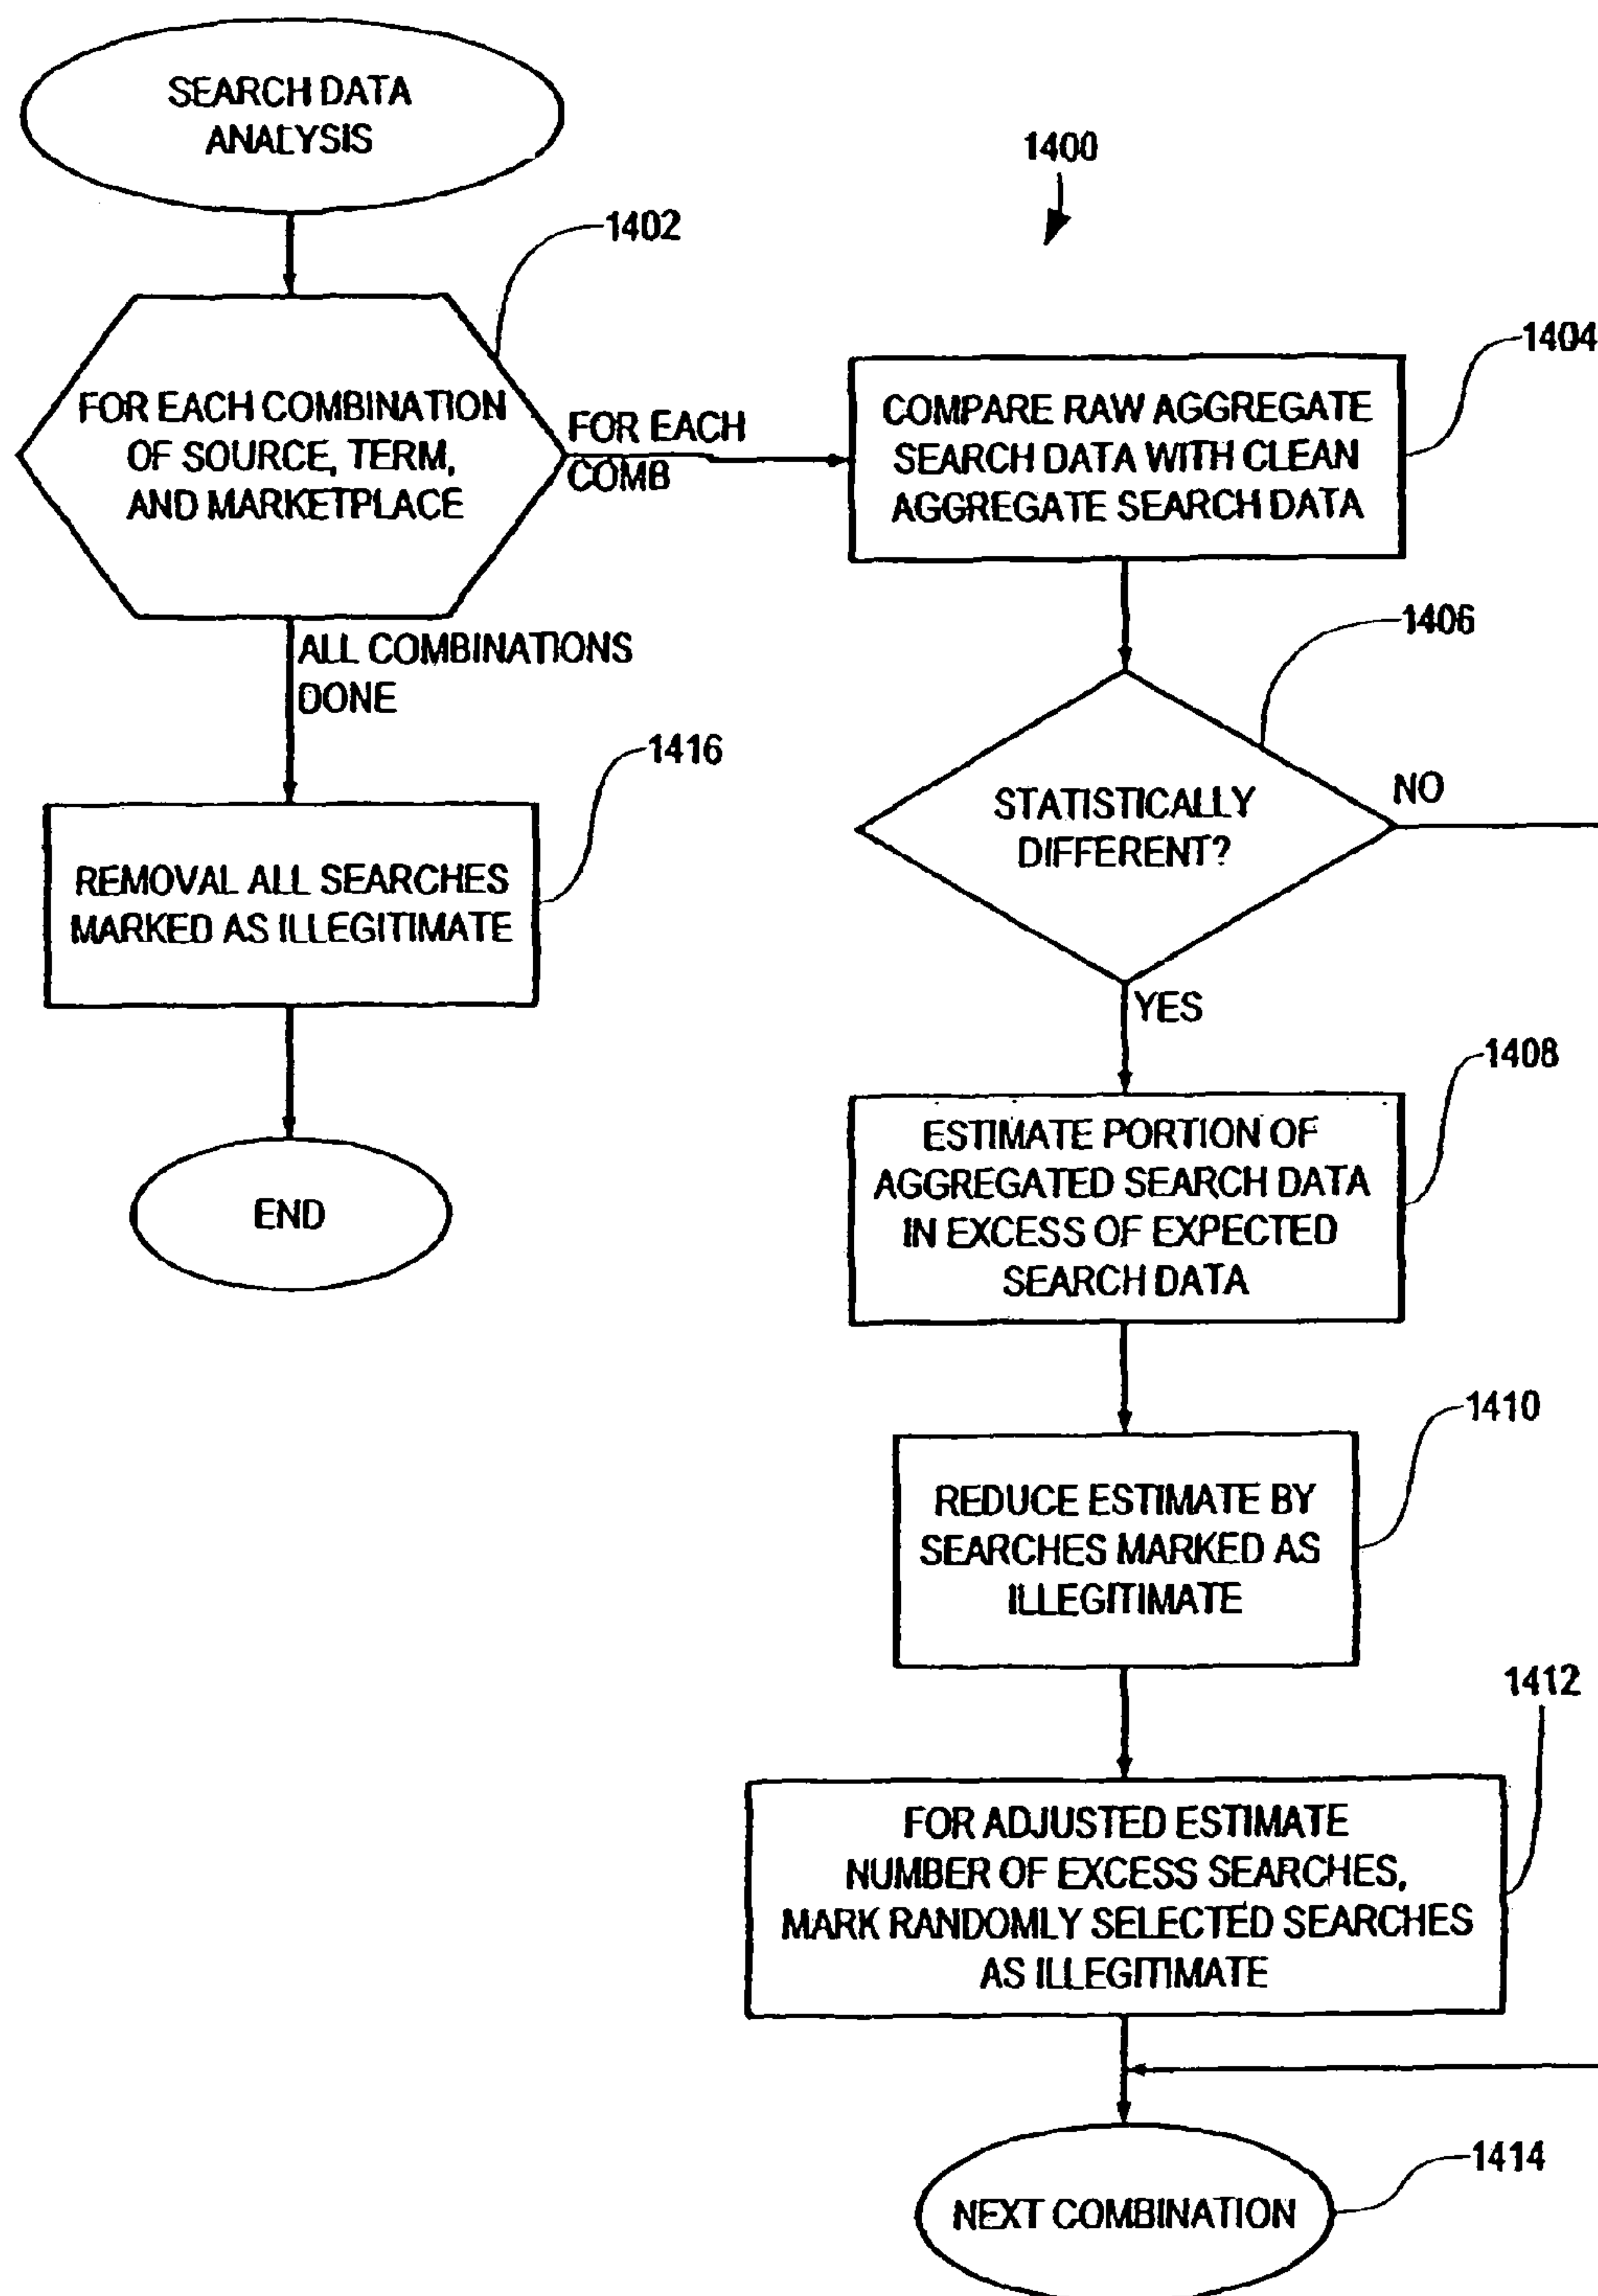 SEARCH DATA
ANALYSIS
1400
1402
FOR EACH COMBINATION
OF SOURCE, TERM,
AND MARKETPLACE
FOR EACH
COMB
1404
COMPARE RAW AGGREGATE
SEARCH DATA WITH CLEAN
AGGREGATE SEARCH DATA
ALL COMBINATIONS
DONE
1406
STATISTICALLY
DIFFERENT?
NO
YES
1416
REMOVAL ALL SEARCHES
MARKED AS ILLEGITIMATE
END
1408
ESTIMATE PORTION OF
AGGREGATED SEARCH DATA
IN EXCESS OF EXPECTED
SEARCH DATA
1410
REDUCE ESTIMATE BY
SEARCHES MARKED AS
ILLEGITIMATE
1412
FOR ADJUSTED ESTIMATE
NUMBER OF EXCESS SEARCHES,
MARK RANDOMLY SELECTED SEARCHES
AS ILLEGITIMATE
1414
NEXT COMBINATION